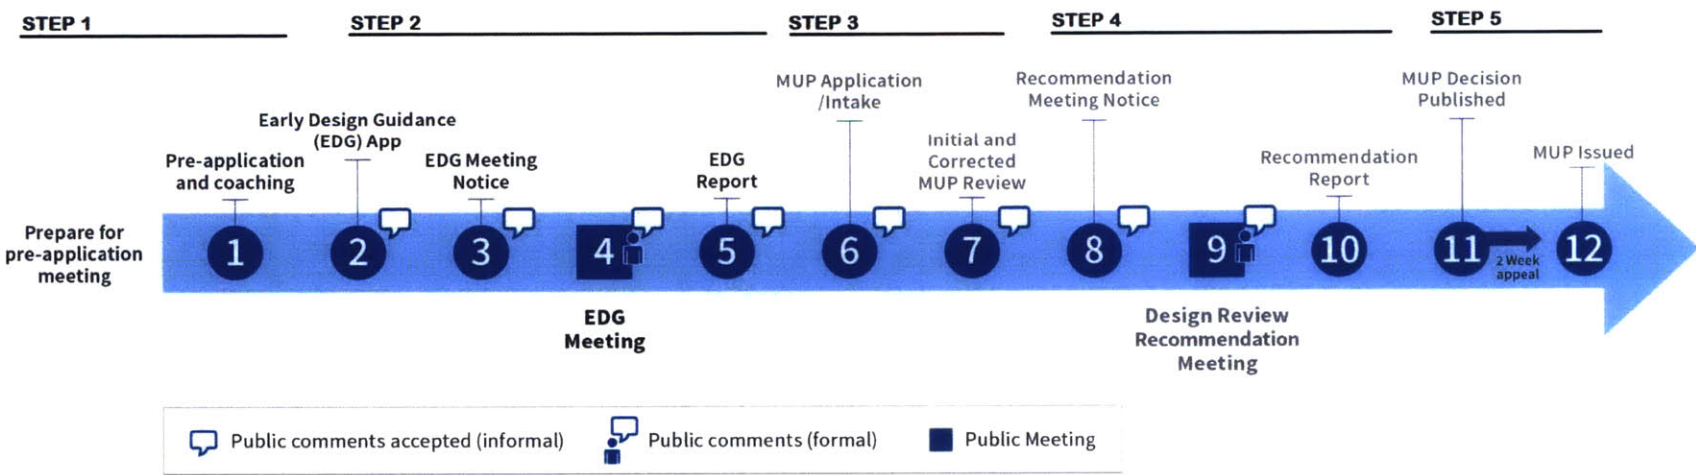 STEP 1
STEP 2
STEP 3
STEP 4
STEP 5
Prepare for
pre-application
meeting
Pre-application
and coaching
Early Design Guidance
(EDG) App
EDG Meeting
Notice
EDG
Report
MUP Application
/Intake
Initial and
Corrected
MUP Review
Recommendation
Meeting Notice
Recommendation
Report
MUP Decision
Published
MUP Issued
1
2
3
4
5
6
7
8
9
10
11
2 Week
appeal
12
EDG
Meeting
Design Review
Recommendation
Meeting
Public comments accepted (informal)
Public comments (formal)
Public Meeting